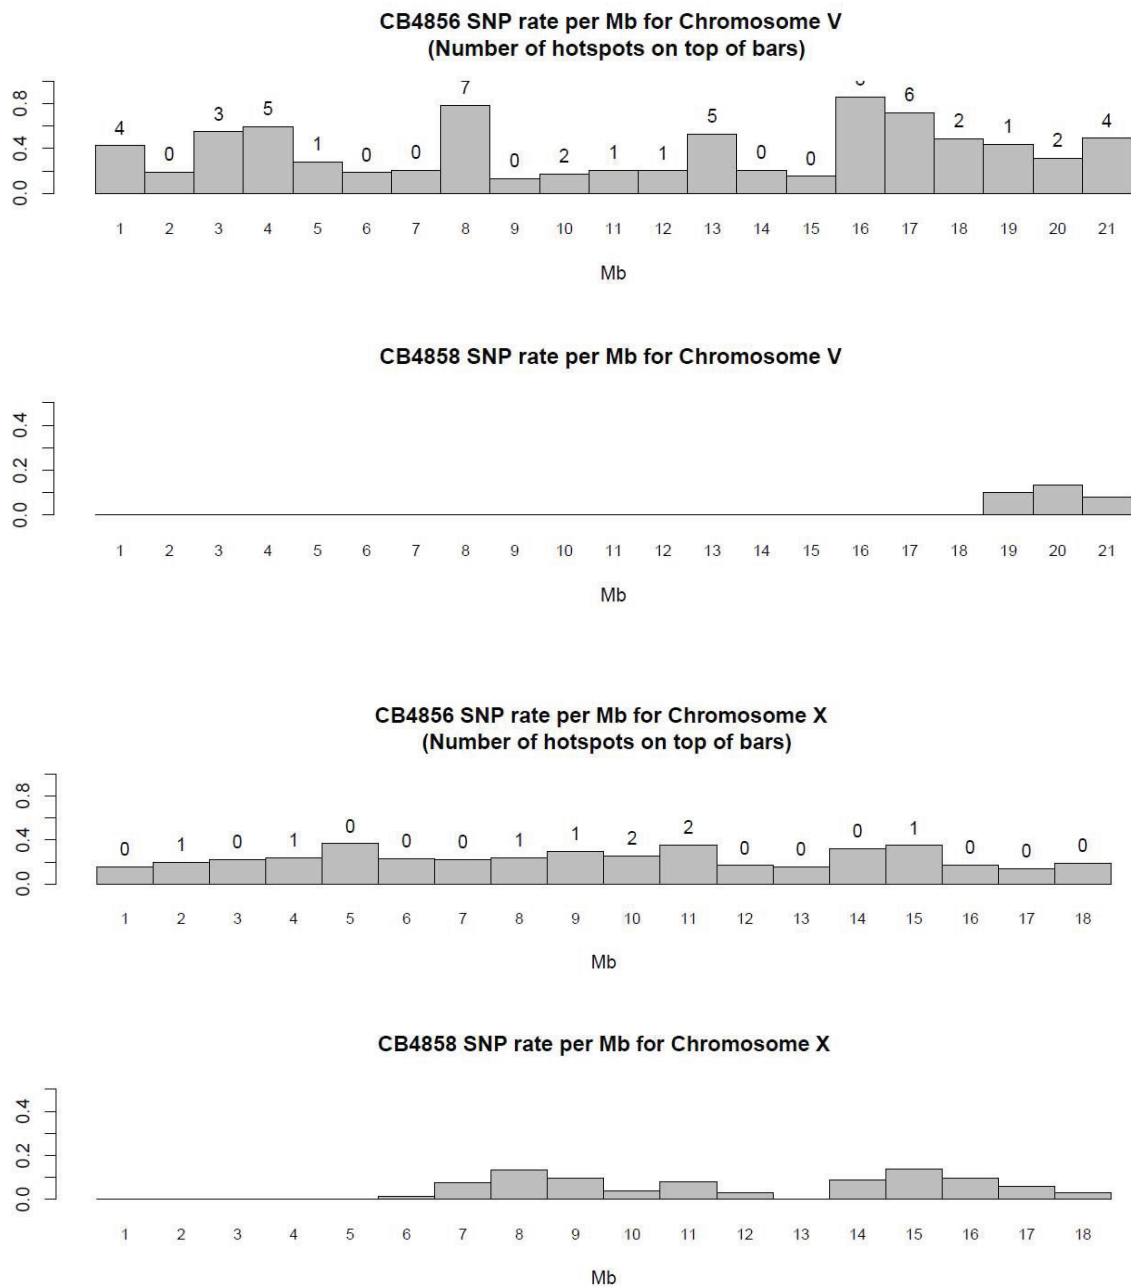 CB4856 SNP rate per Mb for Chromosome V
(Number of hotspots on top of bars)
0.0 0.4 0.8
4 0 3 5 1 0 0 7 0 2 1 1 5 0 0 6 2 1 2 4
1 2 3 4 5 6 7 8 9 10 11 12 13 14 15 16 17 18 19 20 21
Mb
CB4858 SNP rate per Mb for Chromosome V
0.0 0.2 0.4
1 2 3 4 5 6 7 8 9 10 11 12 13 14 15 16 17 18 19 20 21
Mb
CB4856 SNP rate per Mb for Chromosome X
(Number of hotspots on top of bars)
0.0 0.4 0.8
0 1 0 1 0 0 0 1 1 2 2 0 0 0 1 0 0 0
1 2 3 4 5 6 7 8 9 10 11 12 13 14 15 16 17 18
Mb
CB4858 SNP rate per Mb for Chromosome X
0.0 0.2 0.4
1 2 3 4 5 6 7 8 9 10 11 12 13 14 15 16 17 18
Mb